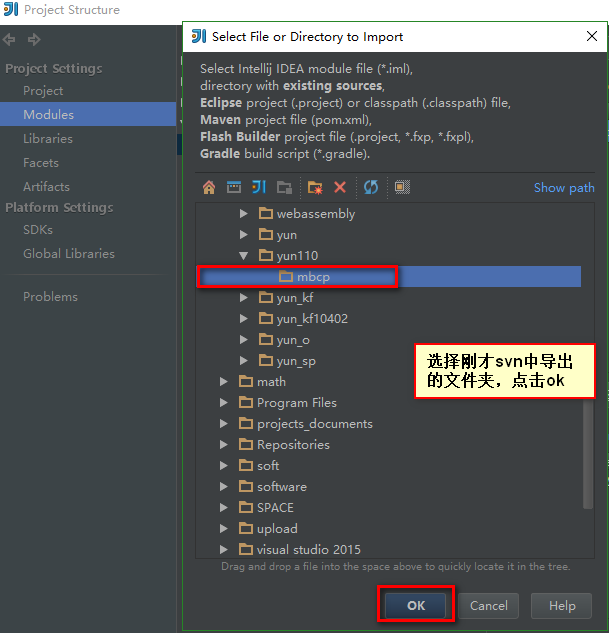 Project Structure
Select File or Directory to Import
Project Settings
Project
Modules
Libraries
Facets
Artifacts
Platform Settings
SDKs
Global Libraries
Problems
Select Intellij IDEA module file (*.iml),
directory with existing sources,
Eclipse project (.project) or classpath (.classpath) file,
Maven project file (pom.xml),
Flash Builder project file (.project, *.fxp, *.fxpl),
Gradle build script (*.gradle).
Show path
webassembly
yun
yun110
mbcp
yun_kf
yun_kf10402
yun_o
yun_sp
math
Program Files
projects_documents
Repositories
soft
software
SPACE
upload
visual studio 2015
选择刚才svn中导出
的文件夹，点击ok
Drag and drop a file into the space above to quickly locate it in the tree.
OK
Cancel
Help